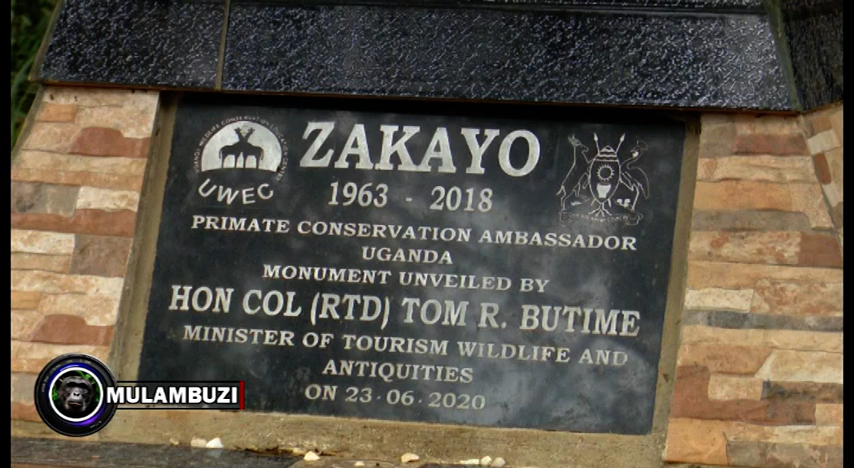 ZAKAYO
UWEC
1963 - 2018
PRIMATE CONSERVATION AMBASSADOR
UGANDA
MONUMENT UNVEILED BY
HON COL (RTD) TOM R. BUTIME
MINISTER OF TOURISM WILDLIFE AND
ANTIQUITIES
ON 23·06·2020
MULAMBUZI